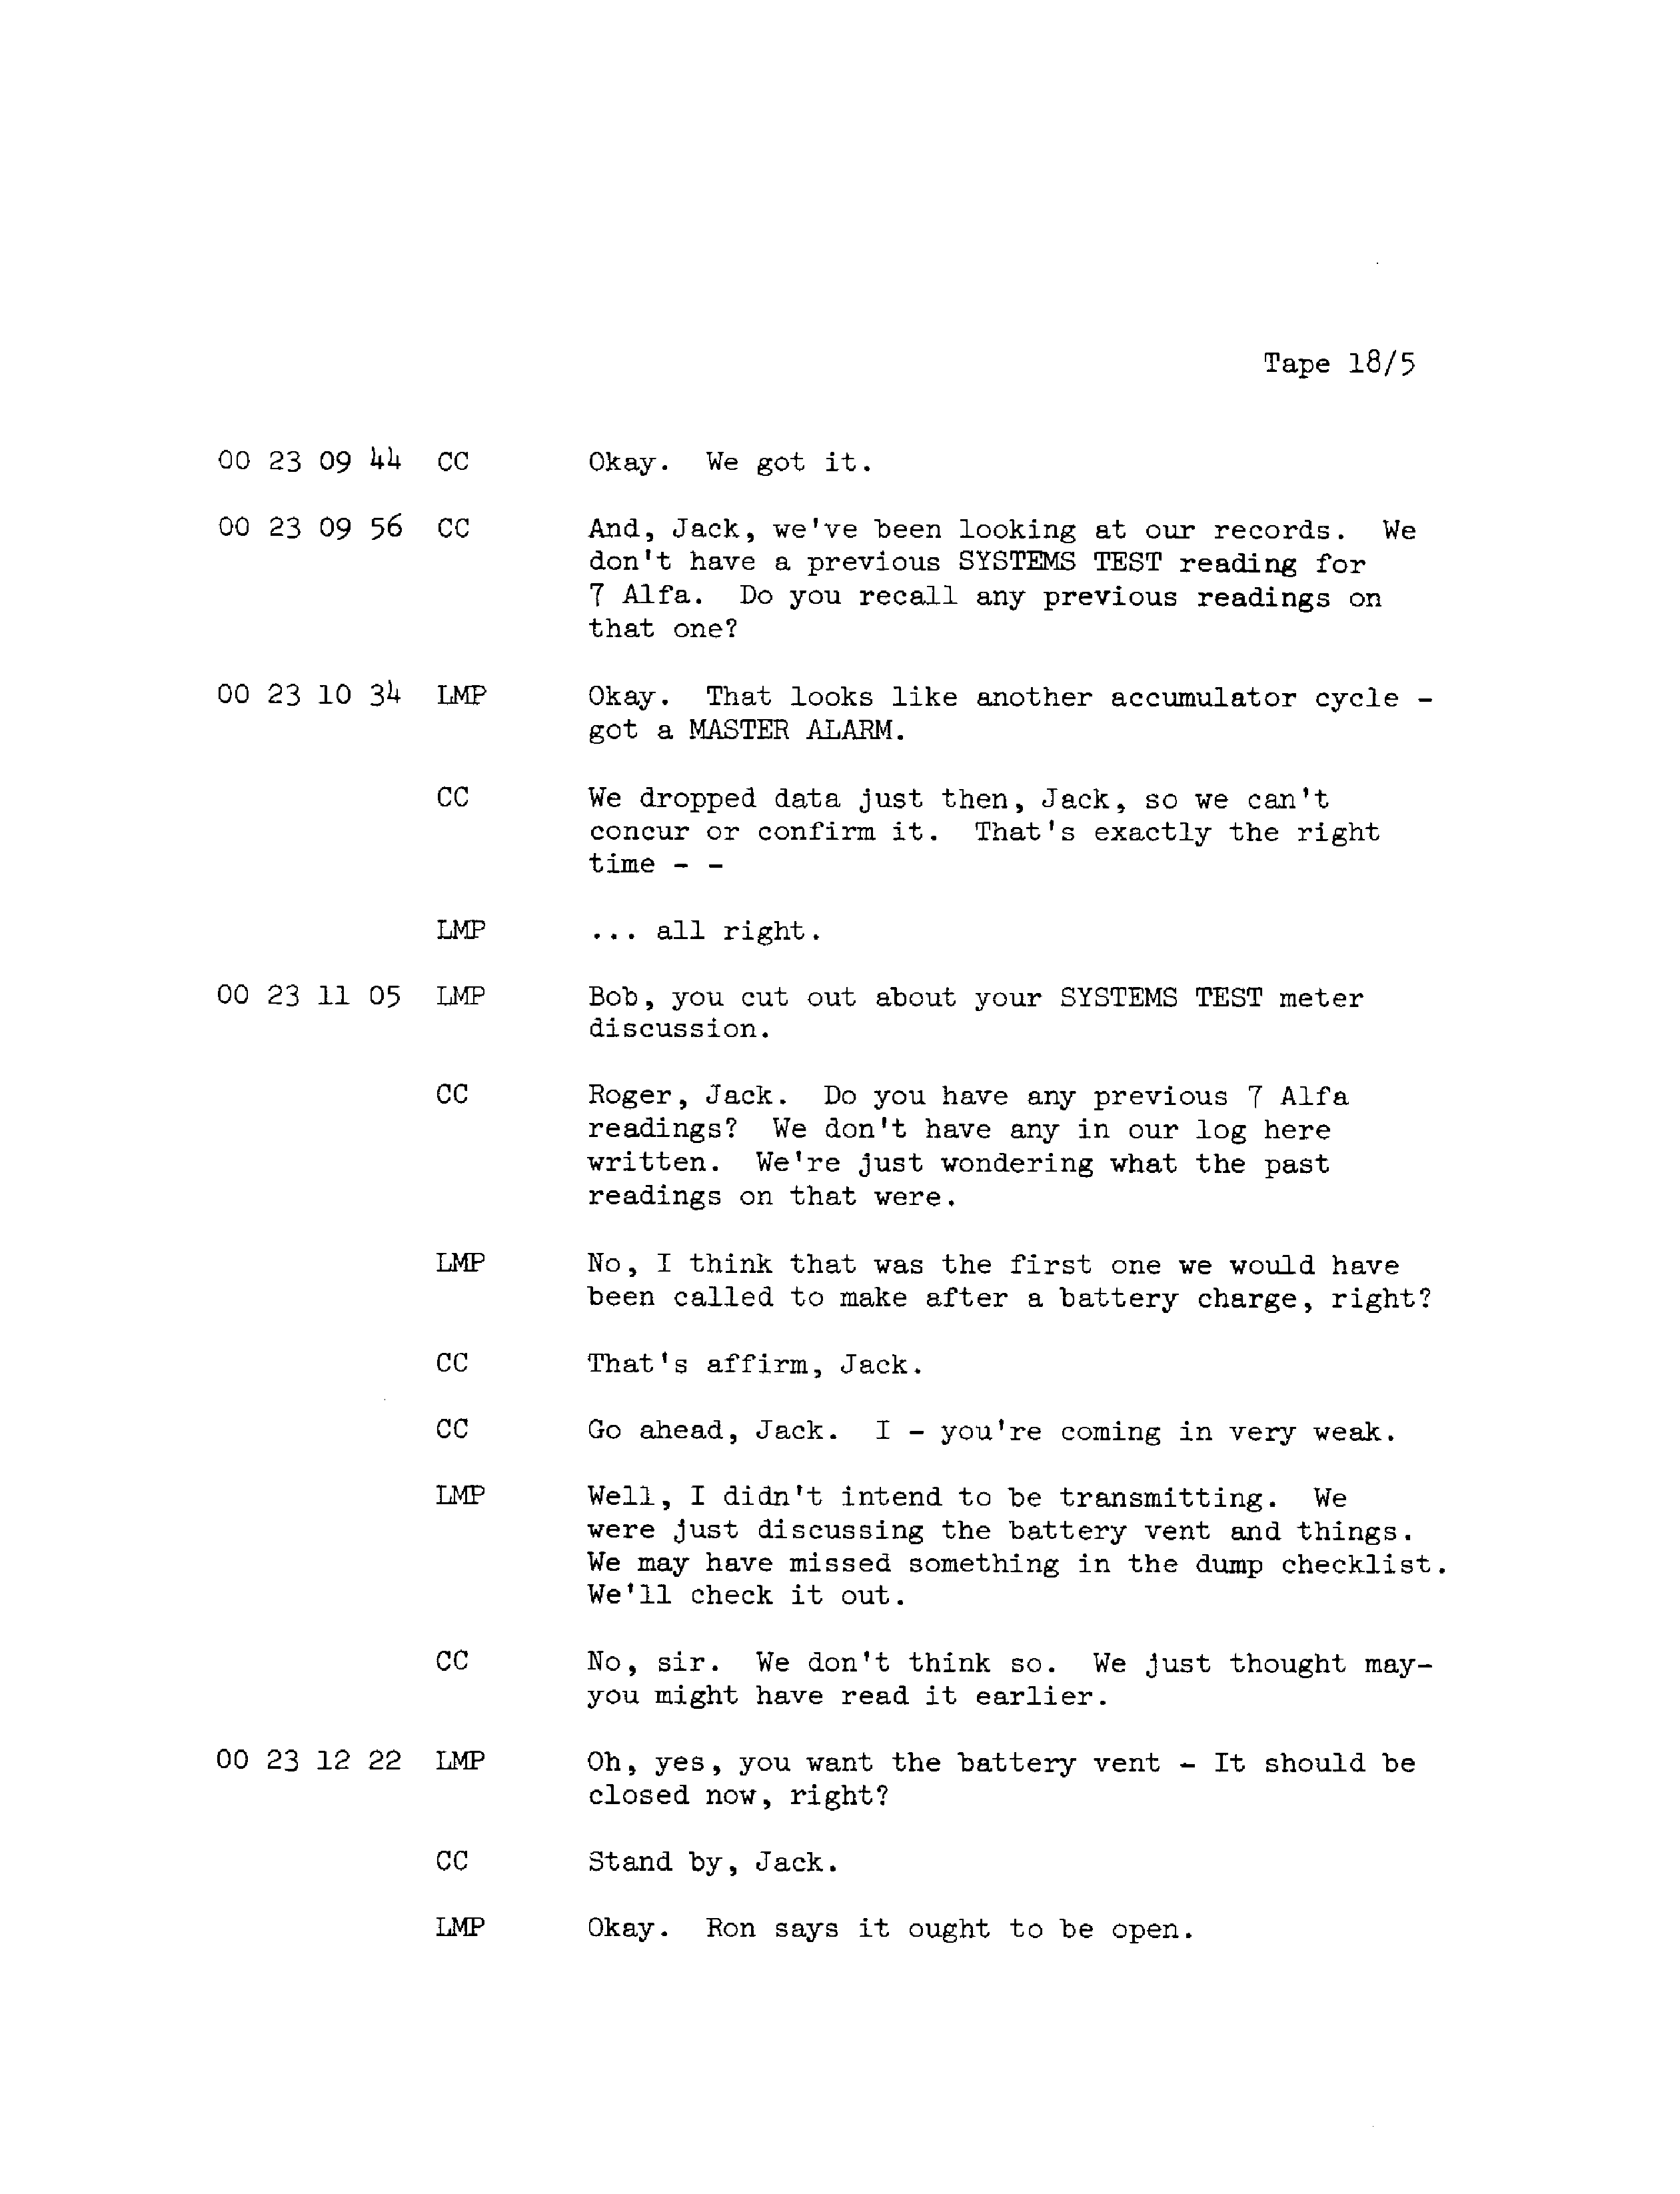 Tape 18/5
00 23 09 44 CC Okay. We got it.
00 23 09 56 CC And, Jack, we've been looking at our records. We
don't have a previous SYSTEMS TEST reading for
7 Alfa. Do you recall any previous readings on
that one?
00 23 10 34 LMP Okay. That looks like another accumulator cycle -
got a MASTER ALARM.
CC We dropped data just then, Jack, so we can't
concur or confirm it. That's exactly the right
time - -
LMP ... all right.
00 23 11 05 LMP Bob, you cut out about your SYSTEMS TEST meter
discussion.
CC Roger, Jack. Do you have any previous 7 Alfa
readings? We don't have any in our log here
written. We're just wondering what the past
readings on that were.
LMP No, I think that was the first one we would have
been called to make after a battery charge, right?
CC That's affirm, Jack.
CC Go ahead, Jack. I - you're coming in very weak.
LMP Well, I didn't intend to be transmitting. We
were just discussing the battery vent and things.
We may have missed something in the dump checklist.
We'll check it out.
CC No, sir. We don't think so. We just thought may-
you might have read it earlier.
00 23 12 22 LMP Oh, yes, you want the battery vent - It should be
closed now, right?
CC Stand by, Jack.
LMP Okay. Ron says it ought to be open.